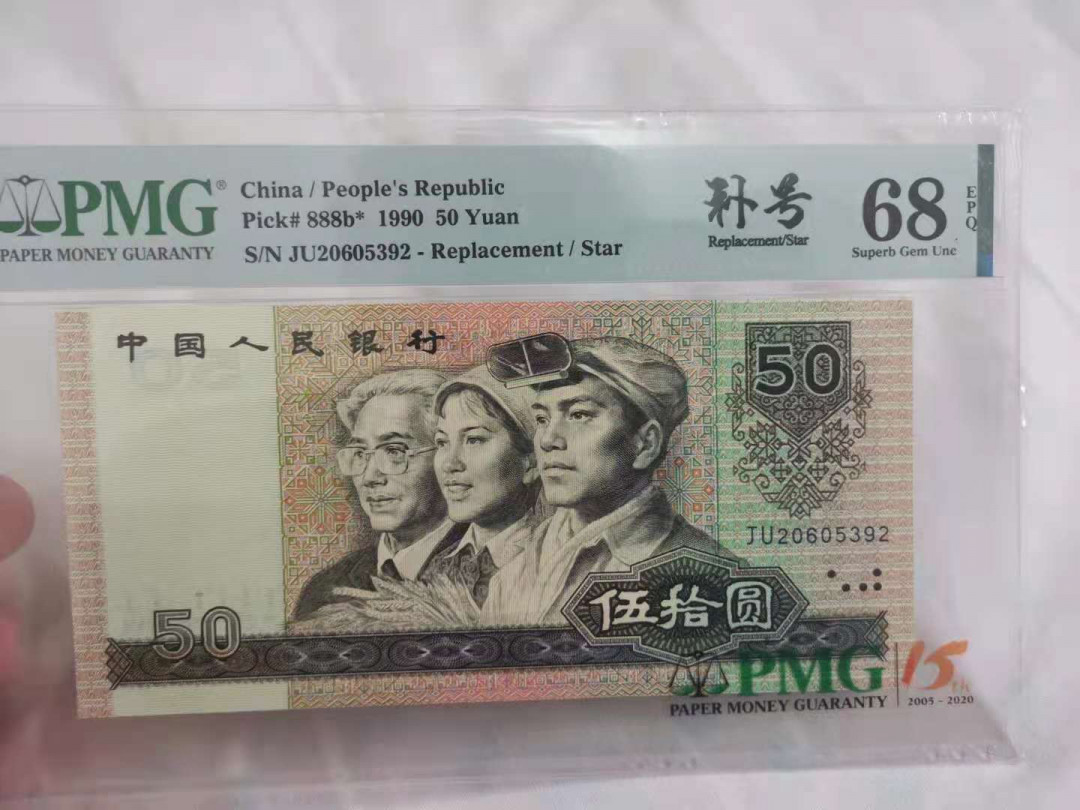 PMG®
PAPER MONEY GUARANTY
China / People's Republic
Pick# 888b* 1990 50 Yuan
S/N JU20605392 - Replacement / Star
补号
Replacement/Star
68
Superb Gem Unc
EPQ
中国人民银行
50
JU20605392
伍拾圆
50
PMG
PAPER MONEY GUARANTY
15th
2005 - 2020